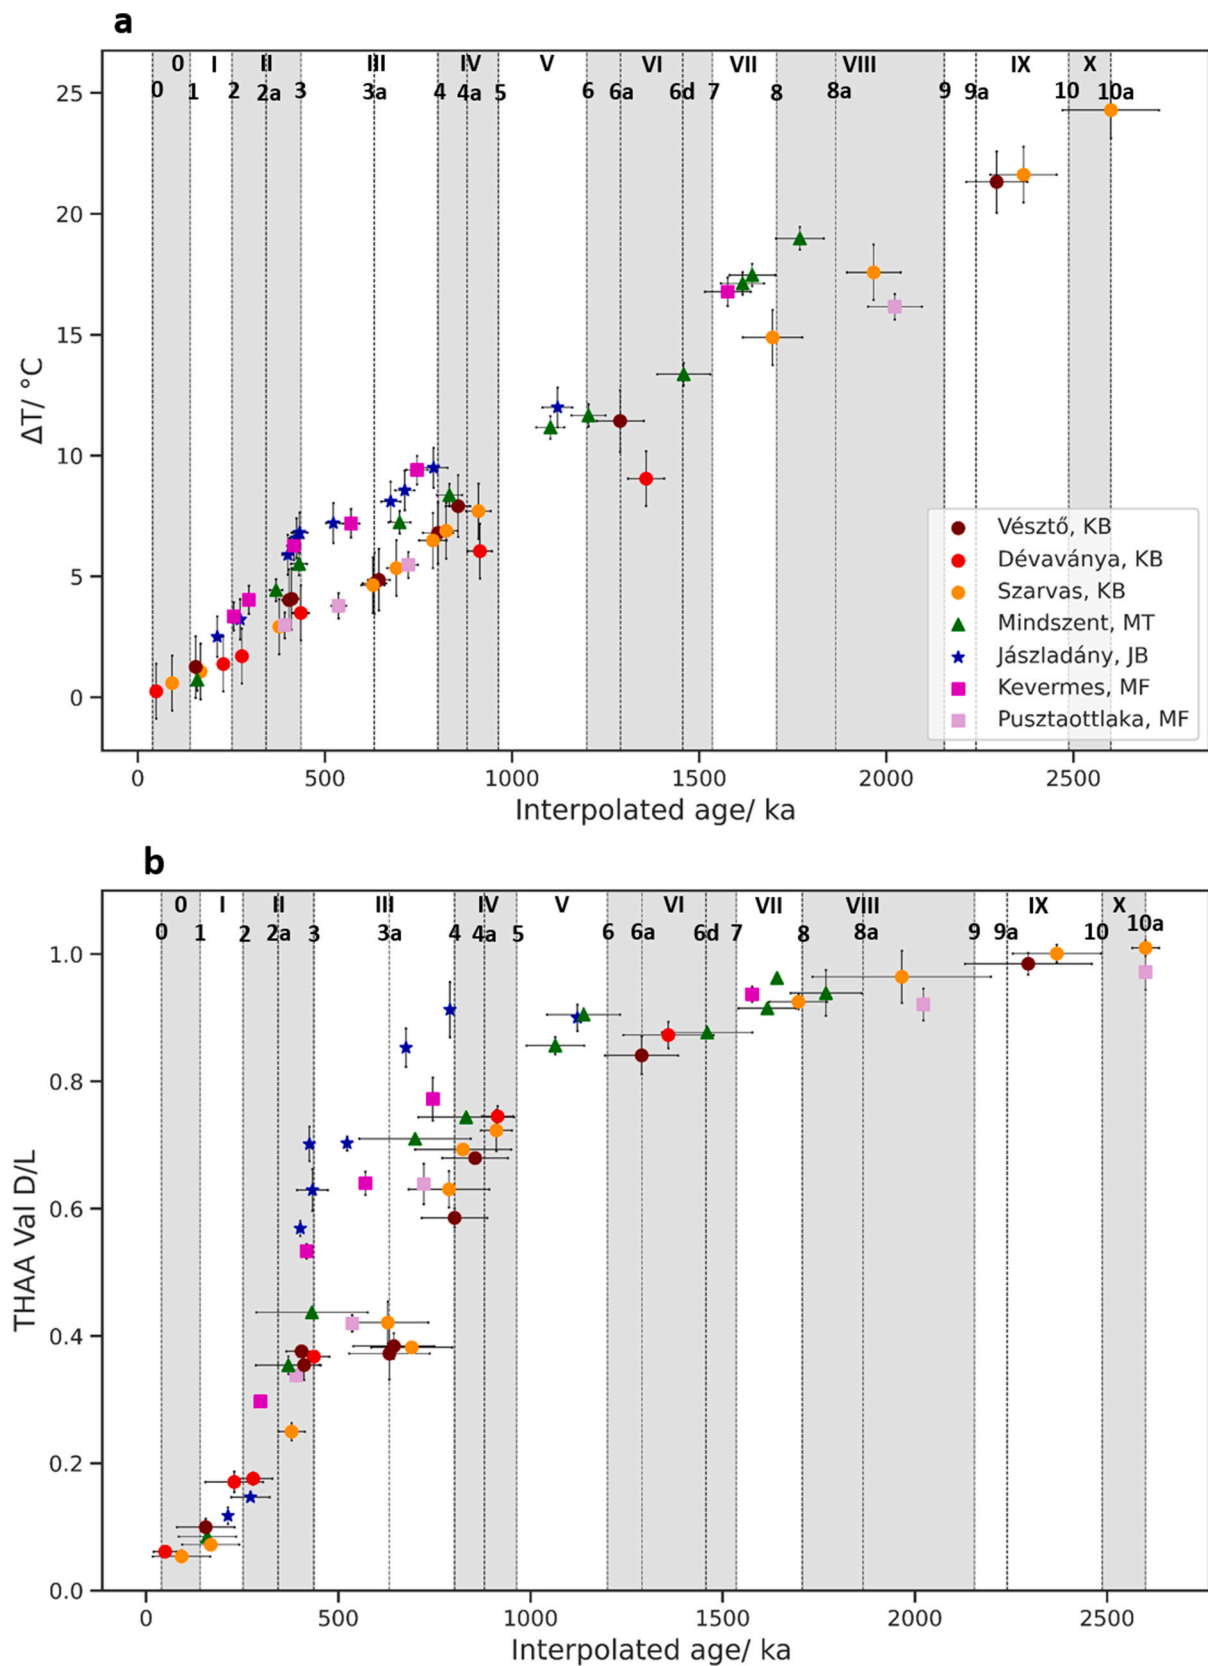 a
0 I II III IV V VI VII VIII IX X
0 1 2 2a 3 3a 4 4a 5 6 6a 6d 7 8 8a 9 9a 10 10a
25
20
15
10
5
0
ΔT/ °C
Vésztő, KB
Dévaványa, KB
Szarvas, KB
Mindszent, MT
Jászladány, JB
Kevermes, MF
Pusztaottlaka, MF
0 500 1000 1500 2000 2500
Interpolated age/ ka
b
0 I II III IV V VI VII VIII IX X
0 1 2 2a 3 3a 4 4a 5 6 6a 6d 7 8 8a 9 9a 10 10a
1.0
0.8
0.6
0.4
0.2
0.0
THAA Val D/L
0 500 1000 1500 2000 2500
Interpolated age/ ka